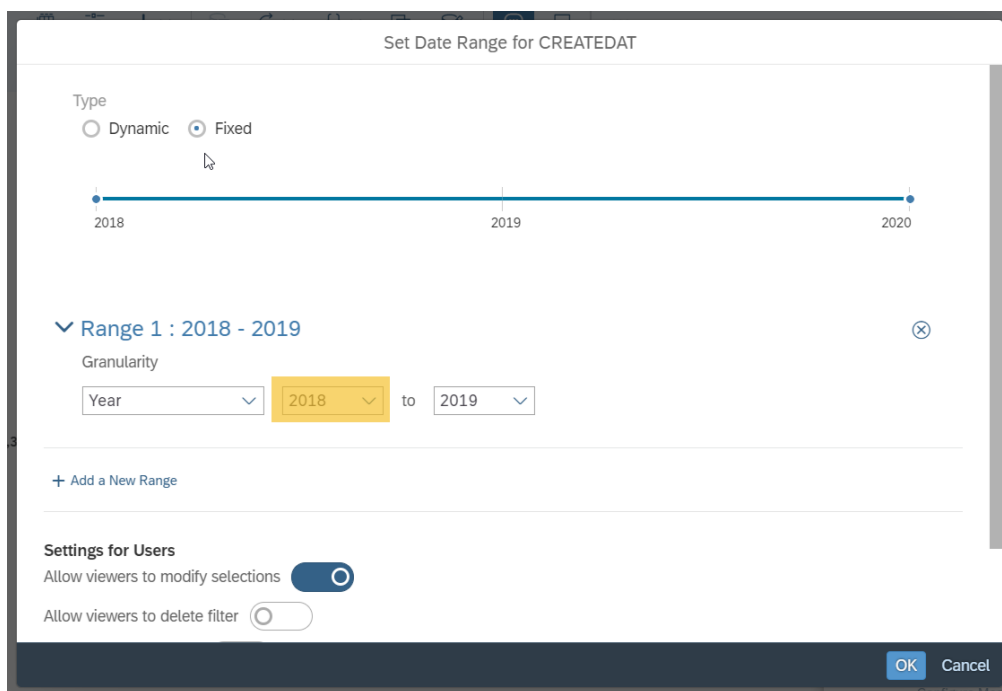 Set Date Range for CREATEDAT
Type
Dynamic Fixed
2018 2019 2020
Range 1 : 2018 - 2019
Granularity
Year 2018 to 2019
,3
+ Add a New Range
Settings for Users
Allow viewers to modify selections
Allow viewers to delete filter
OK Cancel